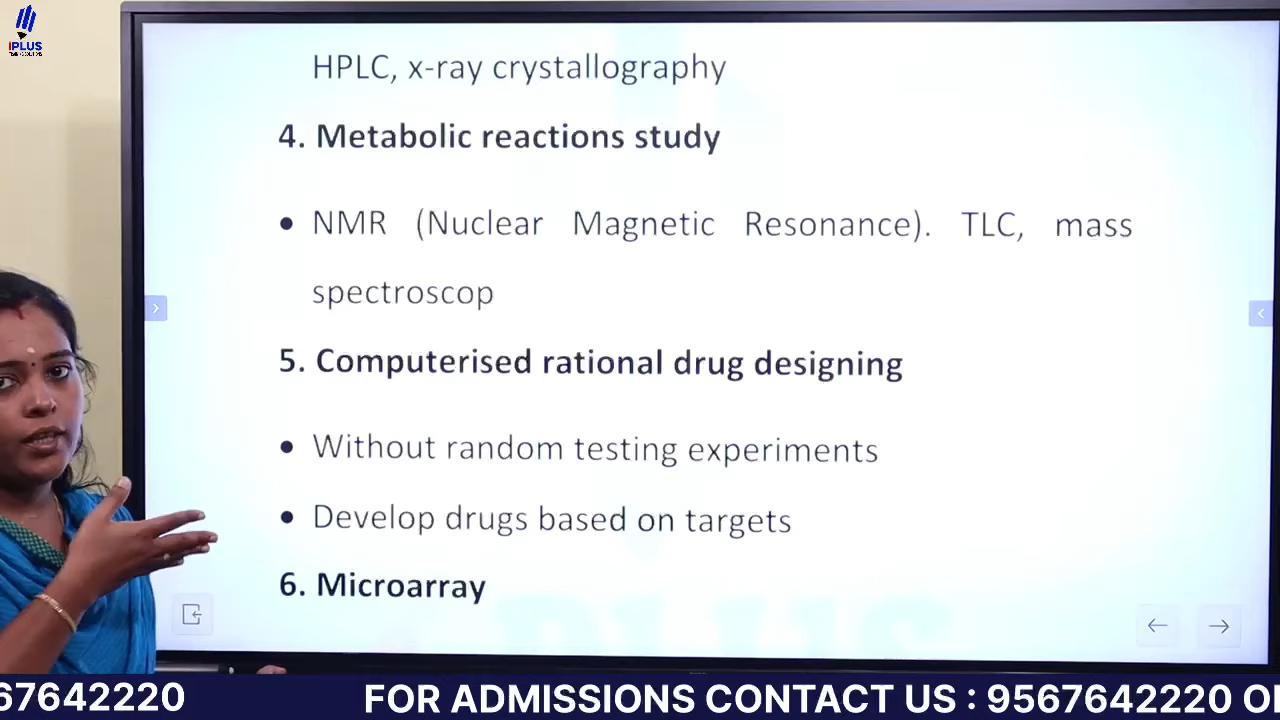 IPLUS
HPLC, x-ray crystallography
4. Metabolic reactions study
• NMR (Nuclear Magnetic Resonance). TLC, mass
spectroscop
5. Computerised rational drug designing
• Without random testing experiments
• Develop drugs based on targets
6. Microarray
67642220 FOR ADMISSIONS CONTACT US : 9567642220 O